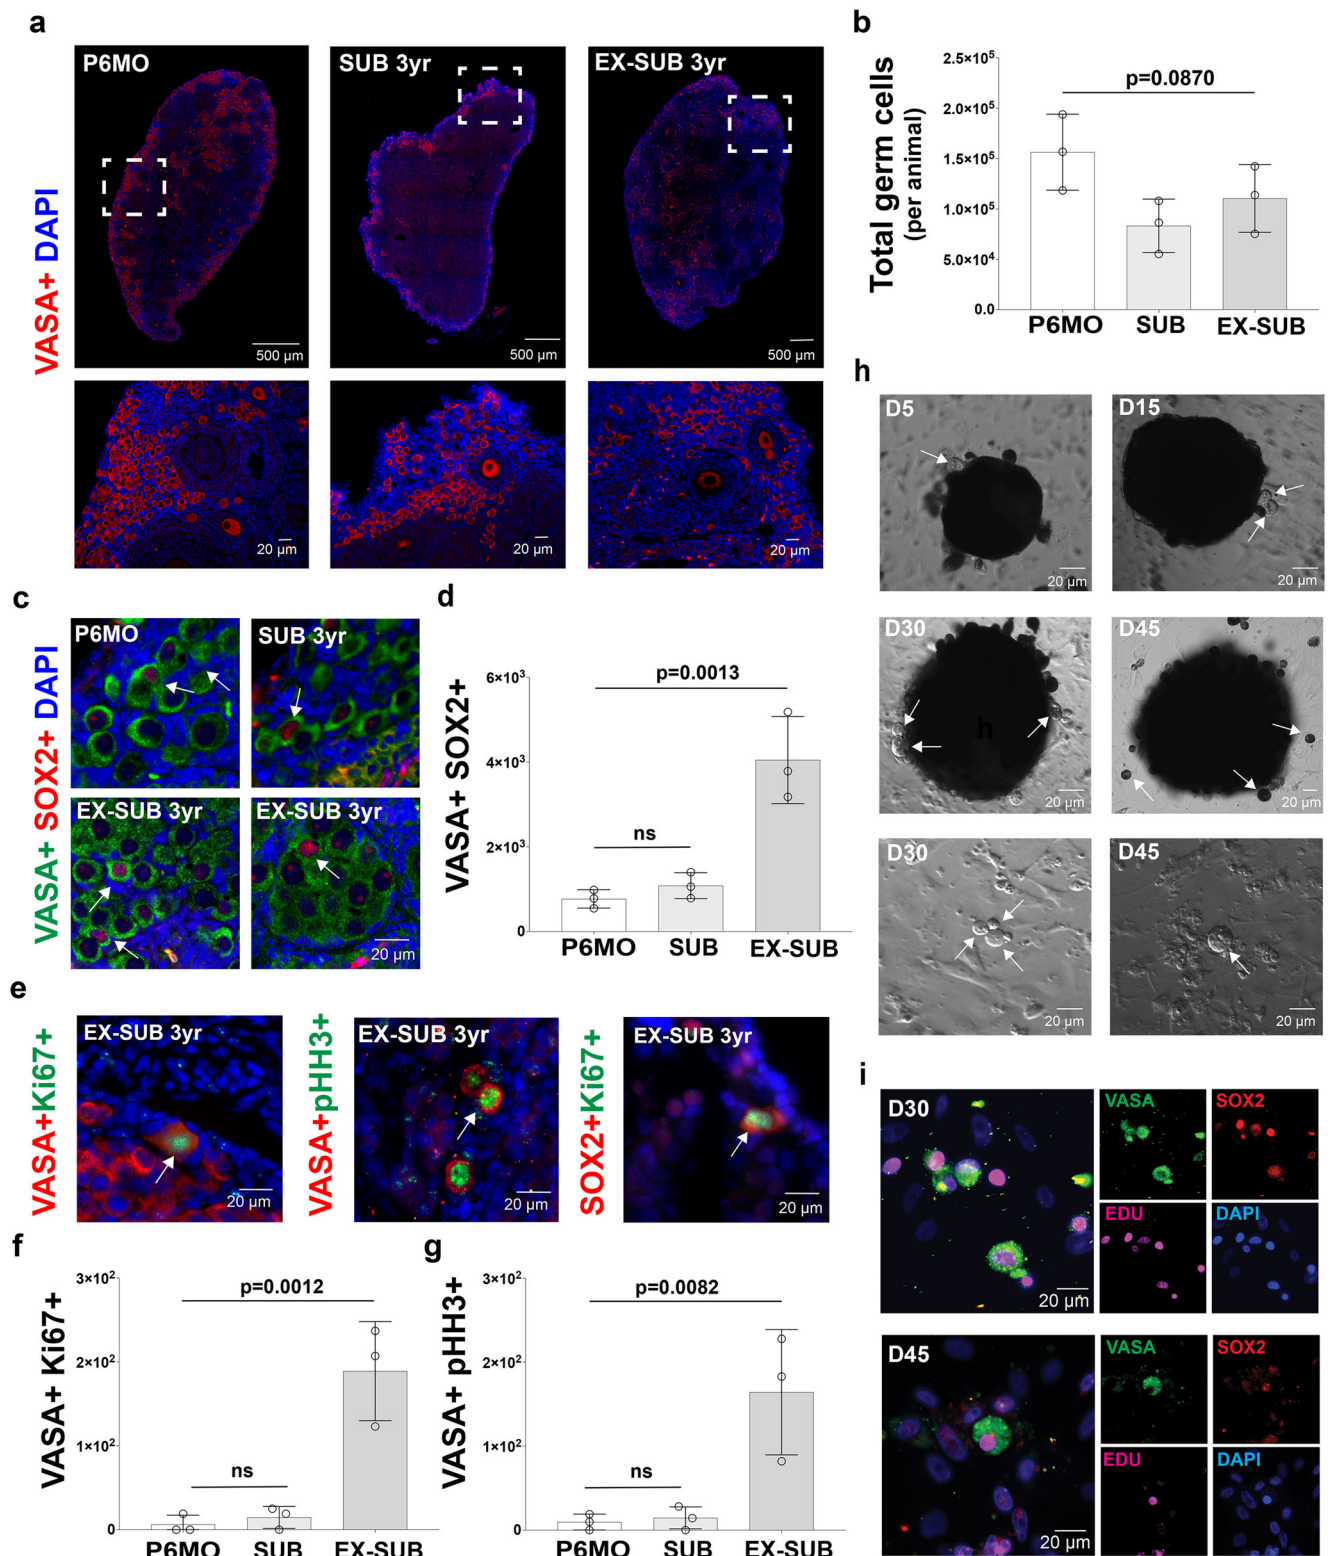 a
VASA+ DAPI
P6MO
SUB 3yr
EX-SUB 3yr
500 µm
500 µm
500 µm
20 µm
20 µm
20 µm
b
Total germ cells
(per animal)
2.5×10⁵
2.0×10⁵
1.5×10⁵
1.0×10⁵
5.0×10⁴
0.0
p=0.0870
P6MO
SUB
EX-SUB
c
VASA+ SOX2+ DAPI
P6MO
SUB 3yr
EX-SUB 3yr
EX-SUB 3yr
20 µm
d
VASA+ SOX2+
6×10³
4×10³
2×10³
0
p=0.0013
ns
P6MO
SUB
EX-SUB
e
VASA+Ki67+
EX-SUB 3yr
20 µm
VASA+pHH3+
EX-SUB 3yr
20 µm
SOX2+Ki67+
EX-SUB 3yr
20 µm
f
VASA+ Ki67+
3×10²
2×10²
1×10²
0
p=0.0012
ns
P6MO
SUB
EX-SUB
g
VASA+ pHH3+
3×10²
2×10²
1×10²
0
p=0.0082
ns
P6MO
SUB
EX-SUB
h
D5
20 µm
D15
20 µm
D30
h
20 µm
D45
20 µm
D30
20 µm
D45
20 µm
i
D30
20 µm
VASA
SOX2
EDU
DAPI
D45
20 µm
VASA
SOX2
EDU
DAPI